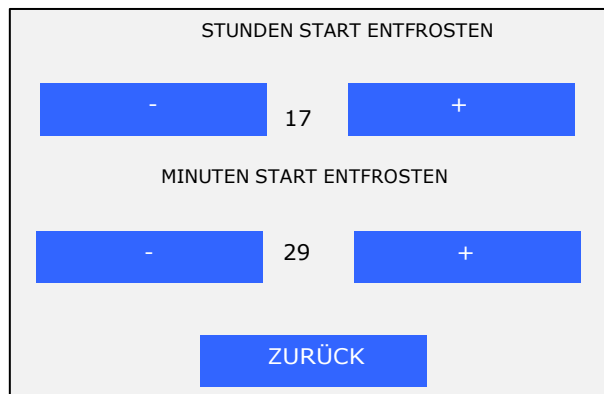 STUNDEN START ENTFROSTEN
- 17 +
MINUTEN START ENTFROSTEN
- 29 +
ZURÜCK